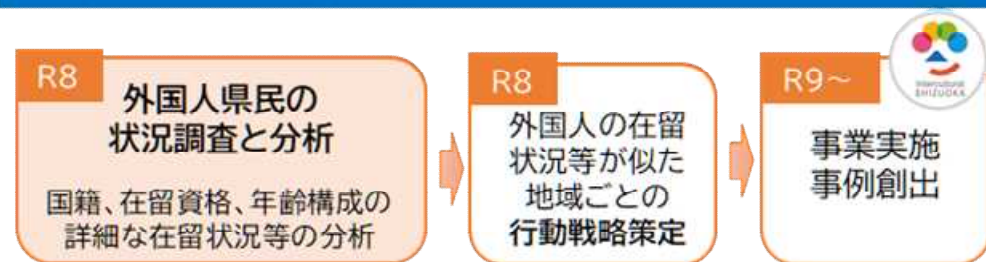 R8
外国人県民の
状況調査と分析
国籍、在留資格、年齢構成の
詳細な在留状況等の分析
R8
外国人の在留
状況等が似た
地域ごとの
行動戦略策定
R9～
Intercultural
SHIZUOKA
事業実施
事例創出